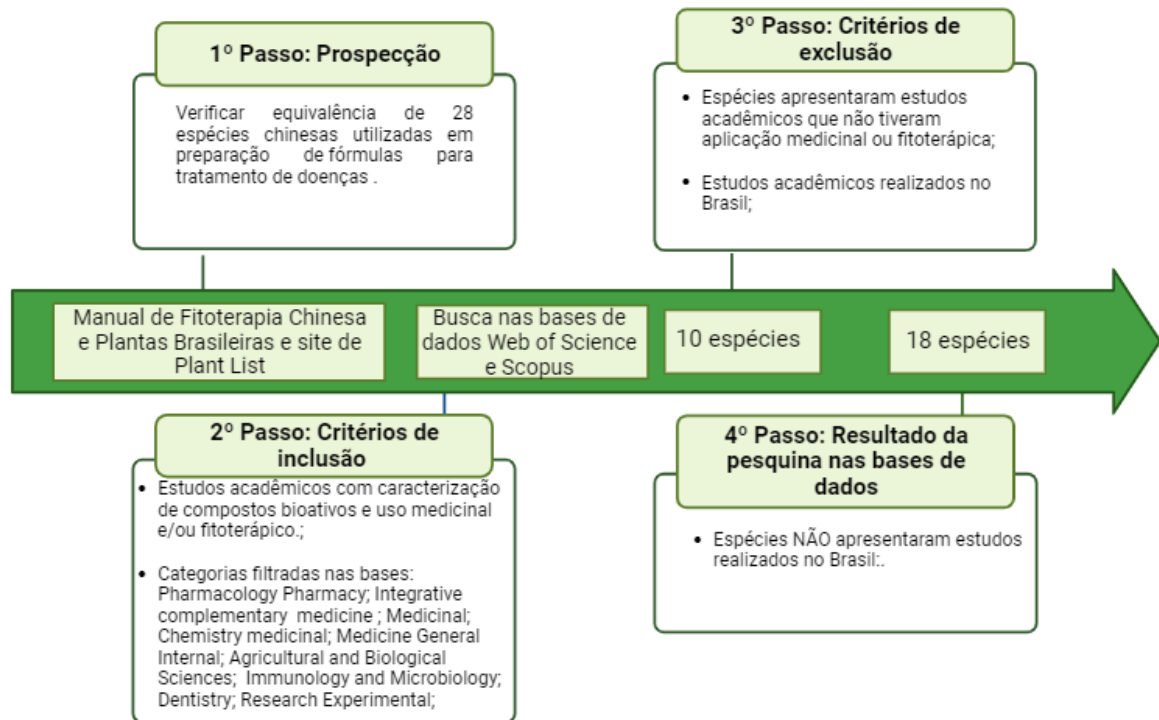 1º Passo: Prospecção
Verificar equivalência de 28
espécies chinesas utilizadas em
preparação de fórmulas para
tratamento de doenças .
3º Passo: Critérios de
exclusão
• Espécies apresentaram estudos
acadêmicos que não tiveram
aplicação medicinal ou fitoterápica;
• Estudos acadêmicos realizados no
Brasil;
Manual de Fitoterapia Chinesa
e Plantas Brasileiras e site de
Plant List
Busca nas bases de
dados Web of Science
e Scopus
10 espécies
18 espécies
2º Passo: Critérios de
inclusão
• Estudos acadêmicos com caracterização
de compostos bioativos e uso medicinal
e/ou fitoterápico.;
• Categorias filtradas nas bases:
Pharmacology Pharmacy; Integrative
complementary medicine ; Medicinal;
Chemistry medicinal; Medicine General
Internal; Agricultural and Biological
Sciences; Immunology and Microbiology;
Dentistry; Research Experimental;
4º Passo: Resultado da
pesquina nas bases de
dados
• Espécies NÃO apresentaram estudos
realizados no Brasil:.